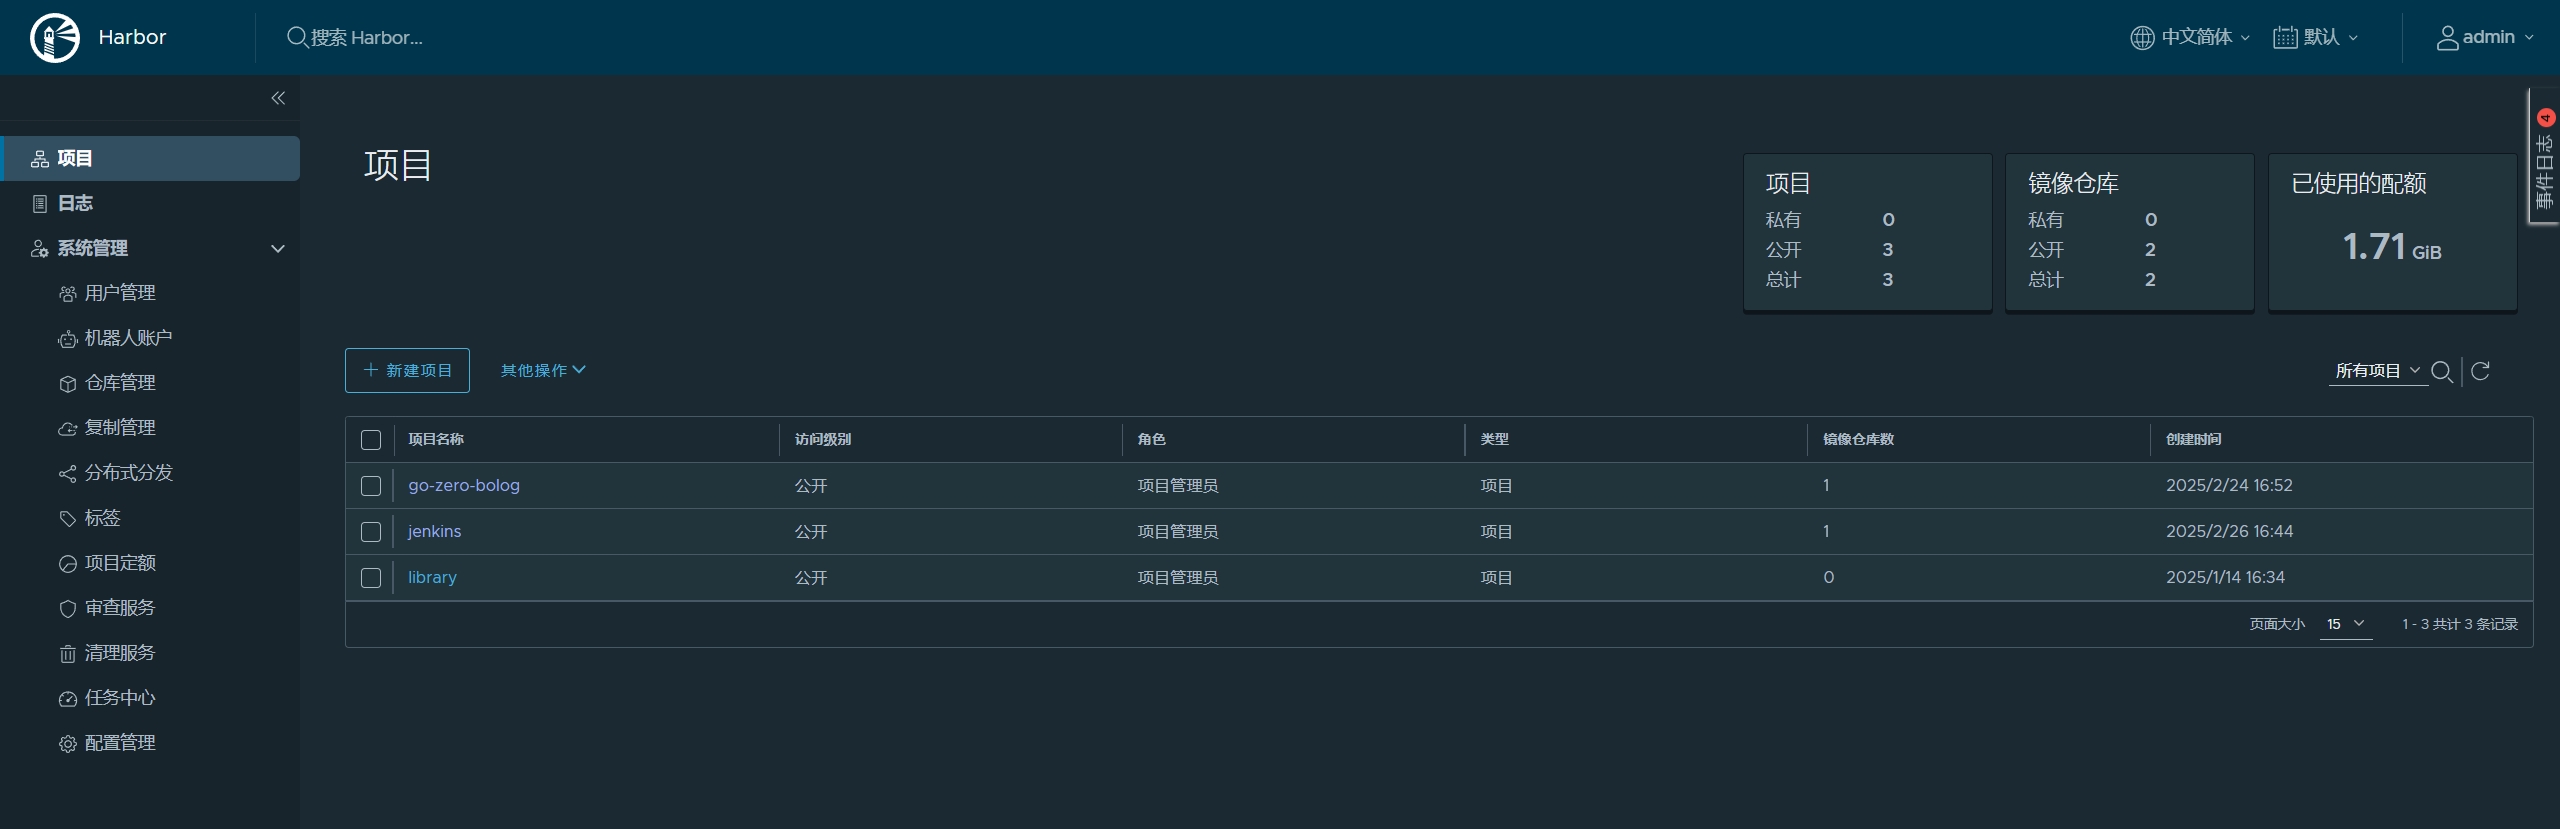 Harbor
搜索 Harbor...
中文简体
默认
admin
项目
日志
系统管理
用户管理
机器人账户
仓库管理
复制管理
分布式分发
标签
项目定额
审查服务
清理服务
任务中心
配置管理
项目
项目
私有 0
公开 3
总计 3
镜像仓库
私有 0
公开 2
总计 2
已使用的配额
1.71 GiB
事件日志 4
+ 新建项目
其他操作
所有项目
项目名称 访问级别 角色 类型 镜像仓库数 创建时间
go-zero-bolog 公开 项目管理员 项目 1 2025/2/24 16:52
jenkins 公开 项目管理员 项目 1 2025/2/26 16:44
library 公开 项目管理员 项目 0 2025/1/14 16:34
页面大小 15 1 - 3 共计 3 条记录